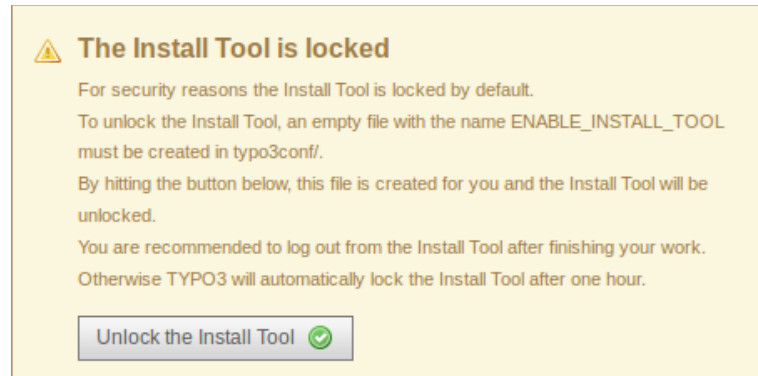 The Install Tool is locked
For security reasons the Install Tool is locked by default.
To unlock the Install Tool, an empty file with the name ENABLE_INSTALL_TOOL
must be created in typo3conf/.
By hitting the button below, this file is created for you and the Install Tool will be
unlocked.
You are recommended to log out from the Install Tool after finishing your work.
Otherwise TYPO3 will automatically lock the Install Tool after one hour.
Unlock the Install Tool